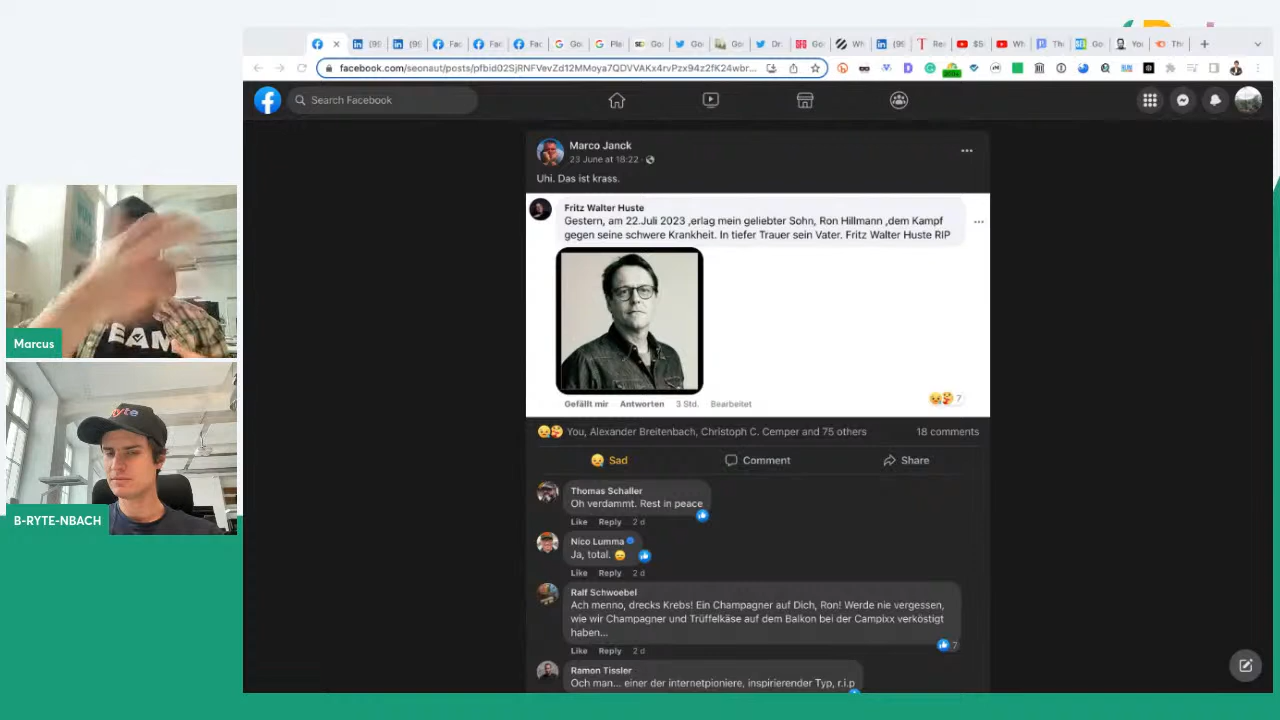 facebook.com/seonaut/posts/pfbid02SjRNFVevZd12MMoya7QDVVAKx4rvPzx94z2fK24wbr...
Search Facebook
Marco Janck
23 June at 18:22
Uhi. Das ist krass.
Fritz Walter Huste
Gestern, am 22.Juli 2023 ,erlag mein geliebter Sohn, Ron Hillmann ,dem Kampf
gegen seine schwere Krankheit. In tiefer Trauer sein Vater. Fritz Walter Huste RIP
Gefällt mir Antworten 3 Std. Bearbeitet
7
You, Alexander Breitenbach, Christoph C. Cemper and 75 others 18 comments
Sad Comment Share
Thomas Schaller
Oh verdammt. Rest in peace
Like Reply 2 d
Nico Lumma
Ja, total.
Like Reply 2 d
Ralf Schwoebel
Ach menno, drecks Krebs! Ein Champagner auf Dich, Ron! Werde nie vergessen,
wie wir Champagner und Trüffelkäse auf dem Balkon bei der Campixx verköstigt
haben...
7
Like Reply 2 d
Ramon Tissler
Och man... einer der internetpioniere, inspirierender Typ, r.i.p
TEAM
Marcus
Ryte
B-RYTE-NBACH